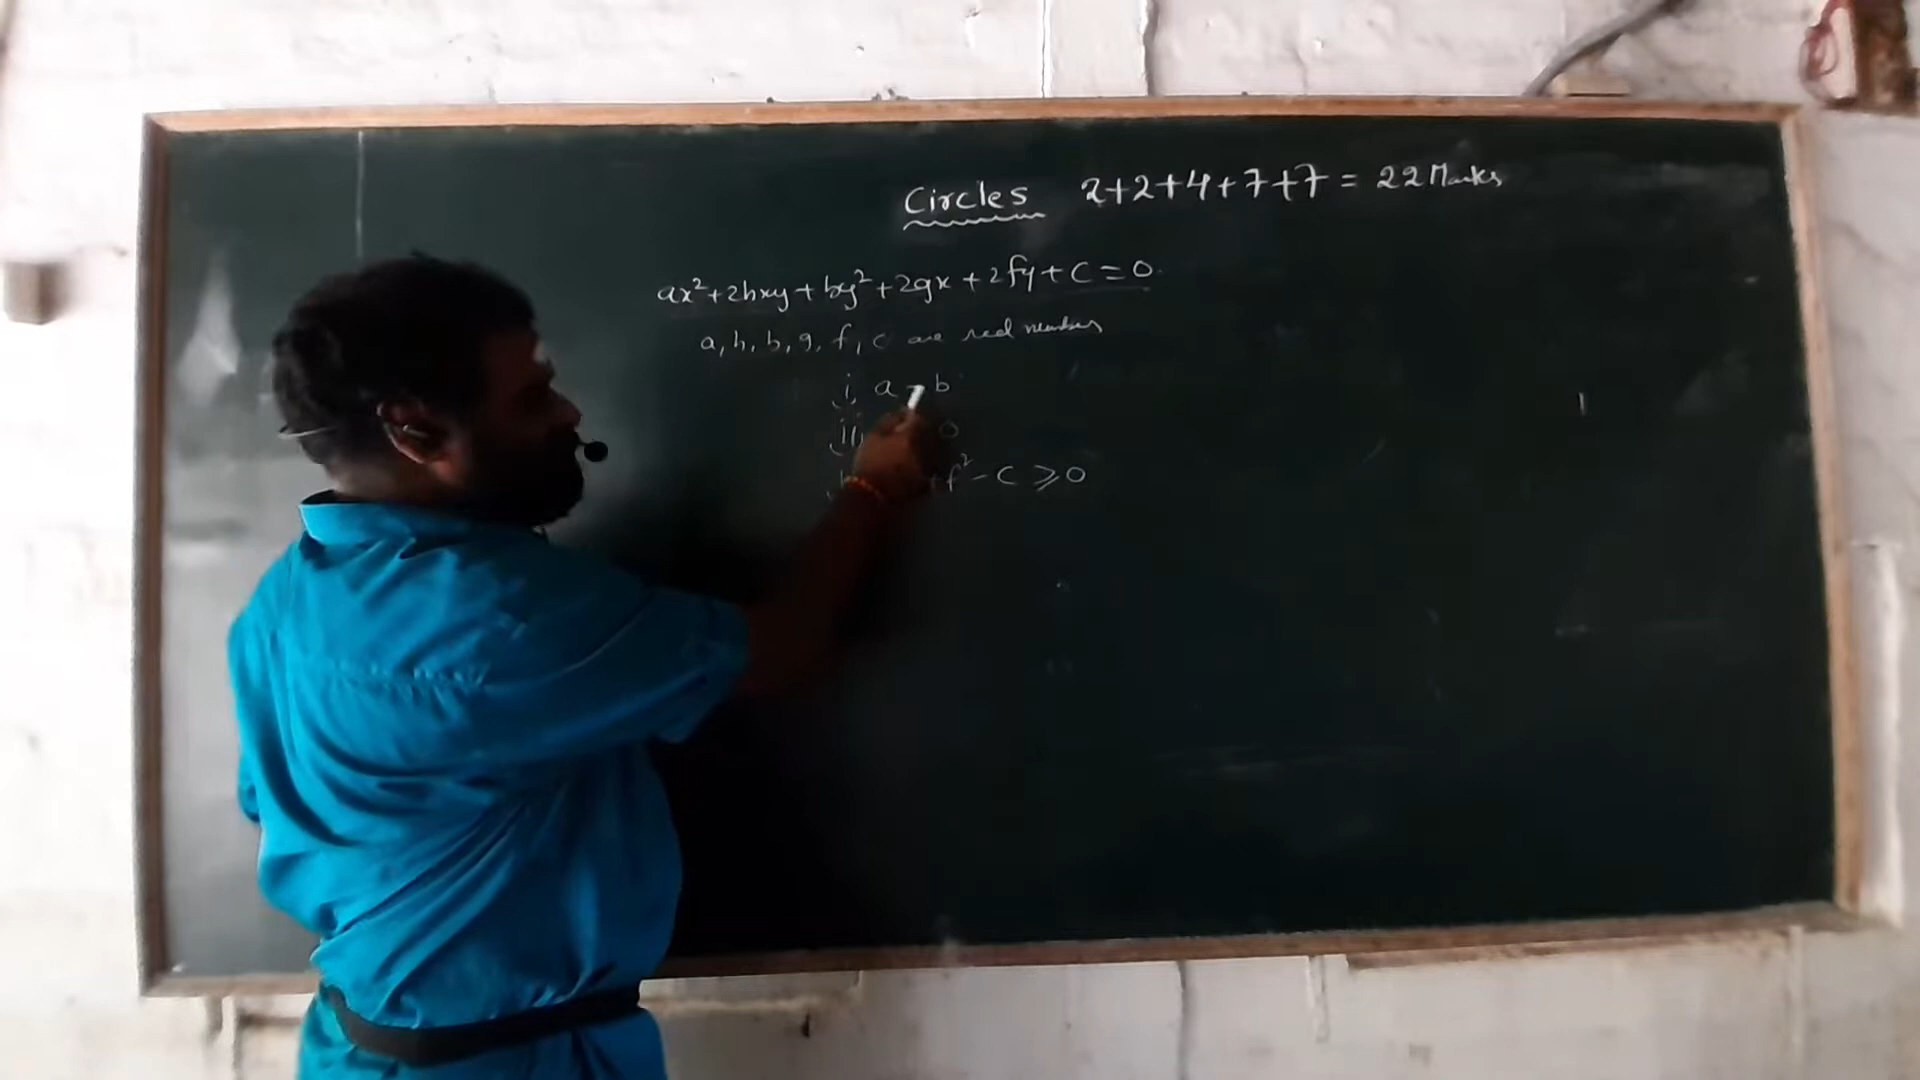 Circles 2+2+4+7+7 = 22 Marks
ax²+2hxy+by²+2gx+2fy+c=0
a, h, b, g, f, c are real numbers
i, a b
ii, 0
f²-c ⩾ 0